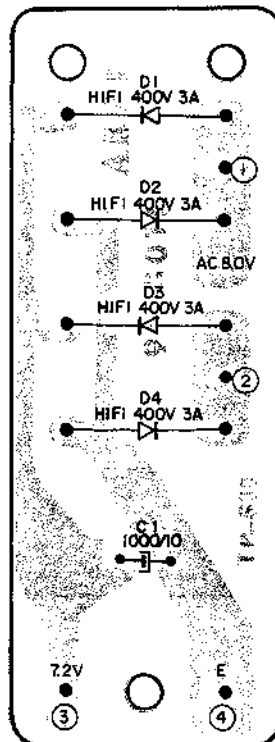 D1
HIFI 400V 3A
1
D2
HIFI 400V 3A
AC 8.0V
D3
HIFI 400V 3A
2
D4
HIFI 400V 3A
C1
1000/10
7.2V
E
3
4